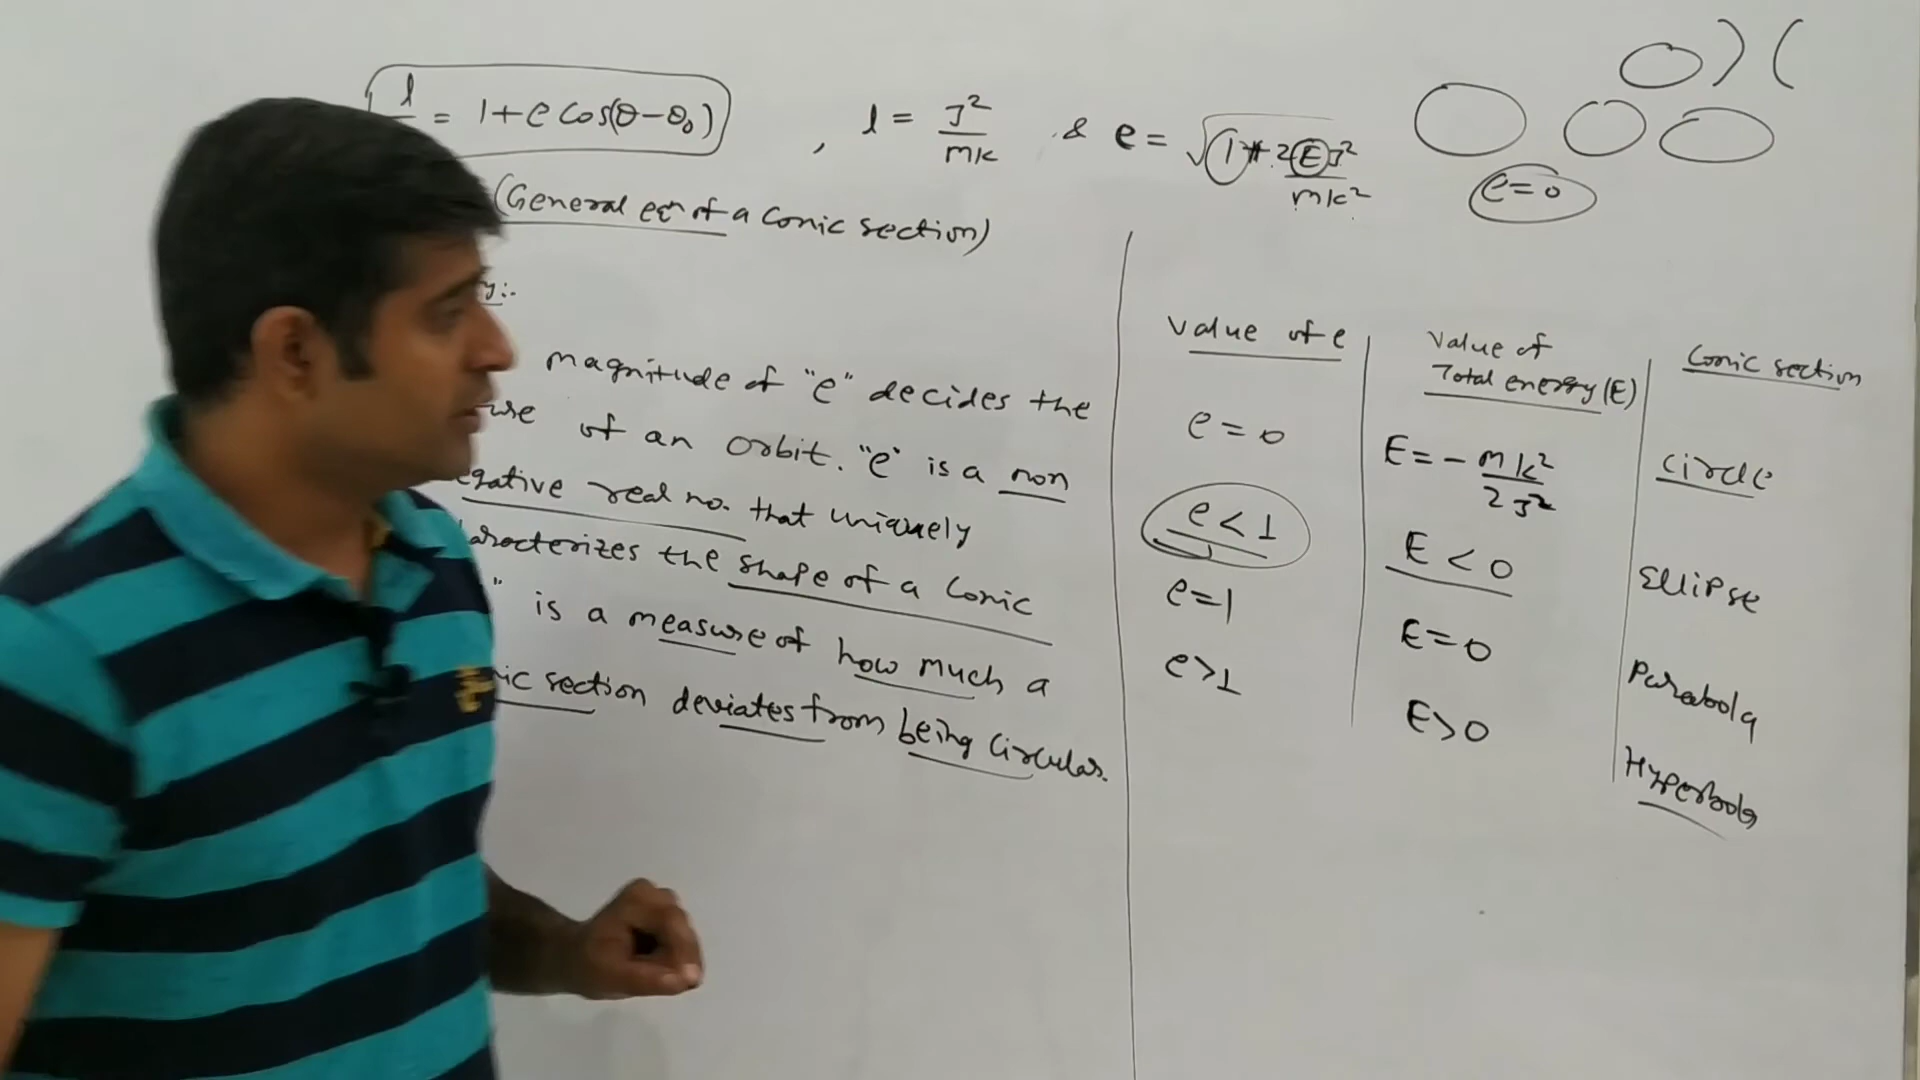 l = 1+e Cos(θ-θ₀) , l = J²/mk & e = √1+2EJ²/mk²
e=0
(General eqn of a Conic section)
y:-
magnitude of "e" decides the
of an orbit. "e" is a non
egative real no. that uniquely
aracterizes the shape of a Conic
" is a measure of how much a
ic section deviates from being circular.
Value of e
Value of Total energy (E)
Conic section
e=0
E=-mk²/2J²
circle
e<1
E<0
Ellipse
e=1
E=0
Parabola
e>1
E>0
Hyperbola